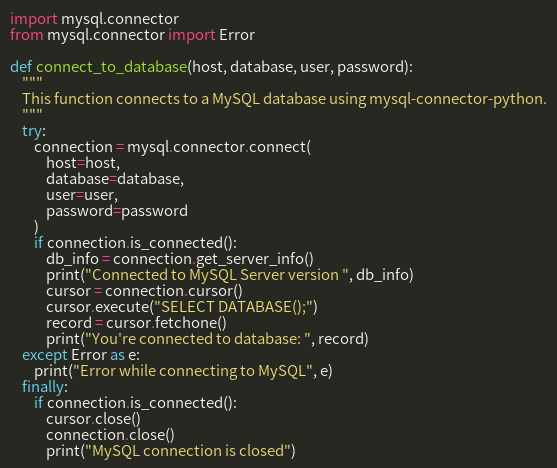 import mysql.connector
from mysql.connector import Error

def connect_to_database(host, database, user, password):
    """
    This function connects to a MySQL database using mysql-connector-python.
    """
    try:
        connection = mysql.connector.connect(
            host=host,
            database=database,
            user=user,
            password=password
        )
        if connection.is_connected():
            db_info = connection.get_server_info()
            print("Connected to MySQL Server version ", db_info)
            cursor = connection.cursor()
            cursor.execute("SELECT DATABASE();")
            record = cursor.fetchone()
            print("You're connected to database: ", record)
    except Error as e:
        print("Error while connecting to MySQL", e)
    finally:
        if connection.is_connected():
            cursor.close()
            connection.close()
            print("MySQL connection is closed")